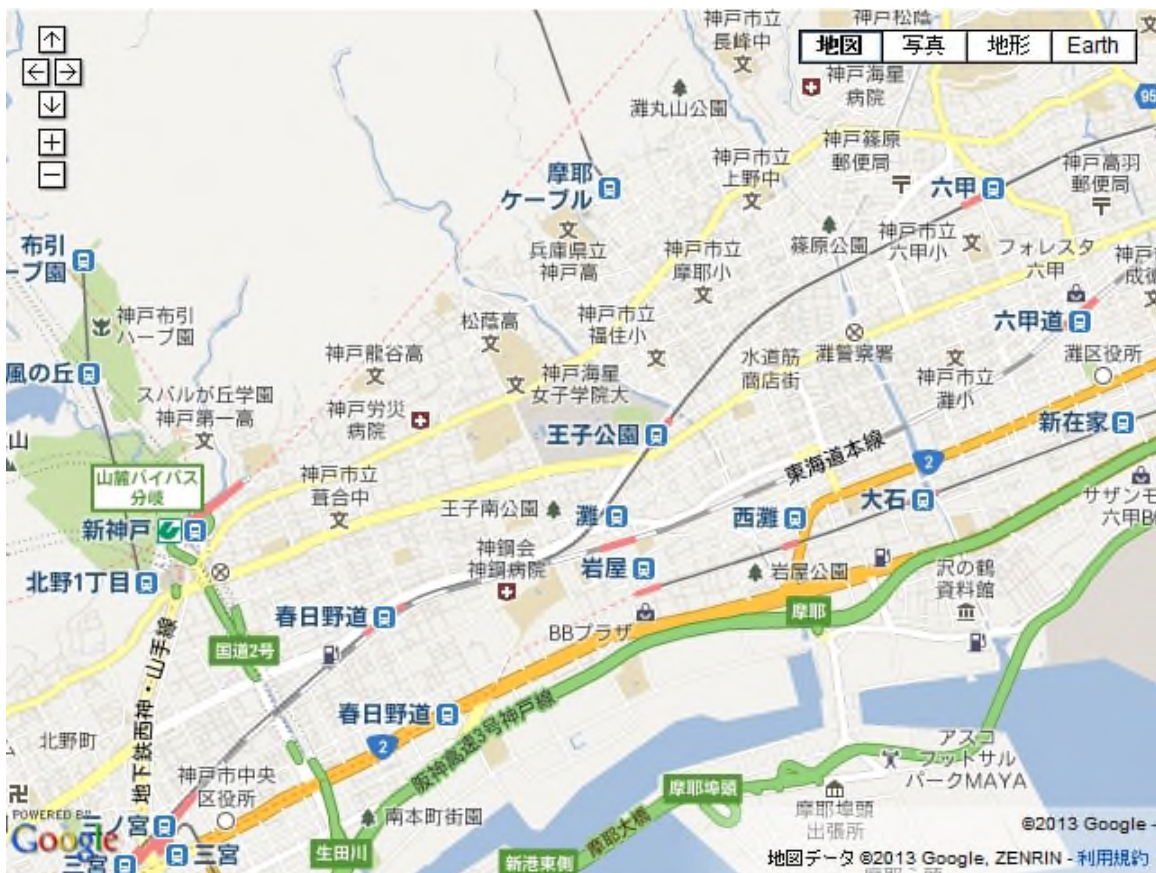 神戸市立
長峰中
神戸松蔭
地図
写真
地形
Earth
神戸海星
病院
95
灘丸山公園
神戸篠原
郵便局
神戸高羽
郵便局
神戸市立
上野中
摩耶
ケーブル
六甲
布引
ーブ園
兵庫県立
神戸高
神戸市立
摩耶小
篠原公園
神戸市立
六甲小
フォレスタ
六甲
神戸市
成徳
神戸布引
ハーブ園
松蔭高
神戸市立
福住小
六甲道
風の丘
神戸龍谷高
神戸海星
女子学院大
水道筋
商店街
灘警察署
灘区役所
スバルが丘学園
神戸第一高
神戸労災
病院
神戸市立
灘小
王子公園
新在家
山
山麓バイパス
分岐
神戸市立
葺合中
東海道本線
2
王子南公園
灘
西灘
大石
サザンモ
六甲B
新神戸
神鋼会
神鋼病院
岩屋
岩屋公園
沢の鶴
資料館
北野1丁目
春日野道
BBプラザ
摩耶
国道2号
地下鉄西神・山手線
春日野道
2
阪神高速3号神戸線
北野町
神戸市中央
区役所
アスコ
フットサル
パークMAYA
摩耶埠頭
摩耶埠頭
出張所
南本町街園
摩耶大橋
POWERED BY
Google
三ノ宮
三宮
三宮
生田川
新港東側
©2013 Google -
地図データ ©2013 Google, ZENRIN - 利用規約